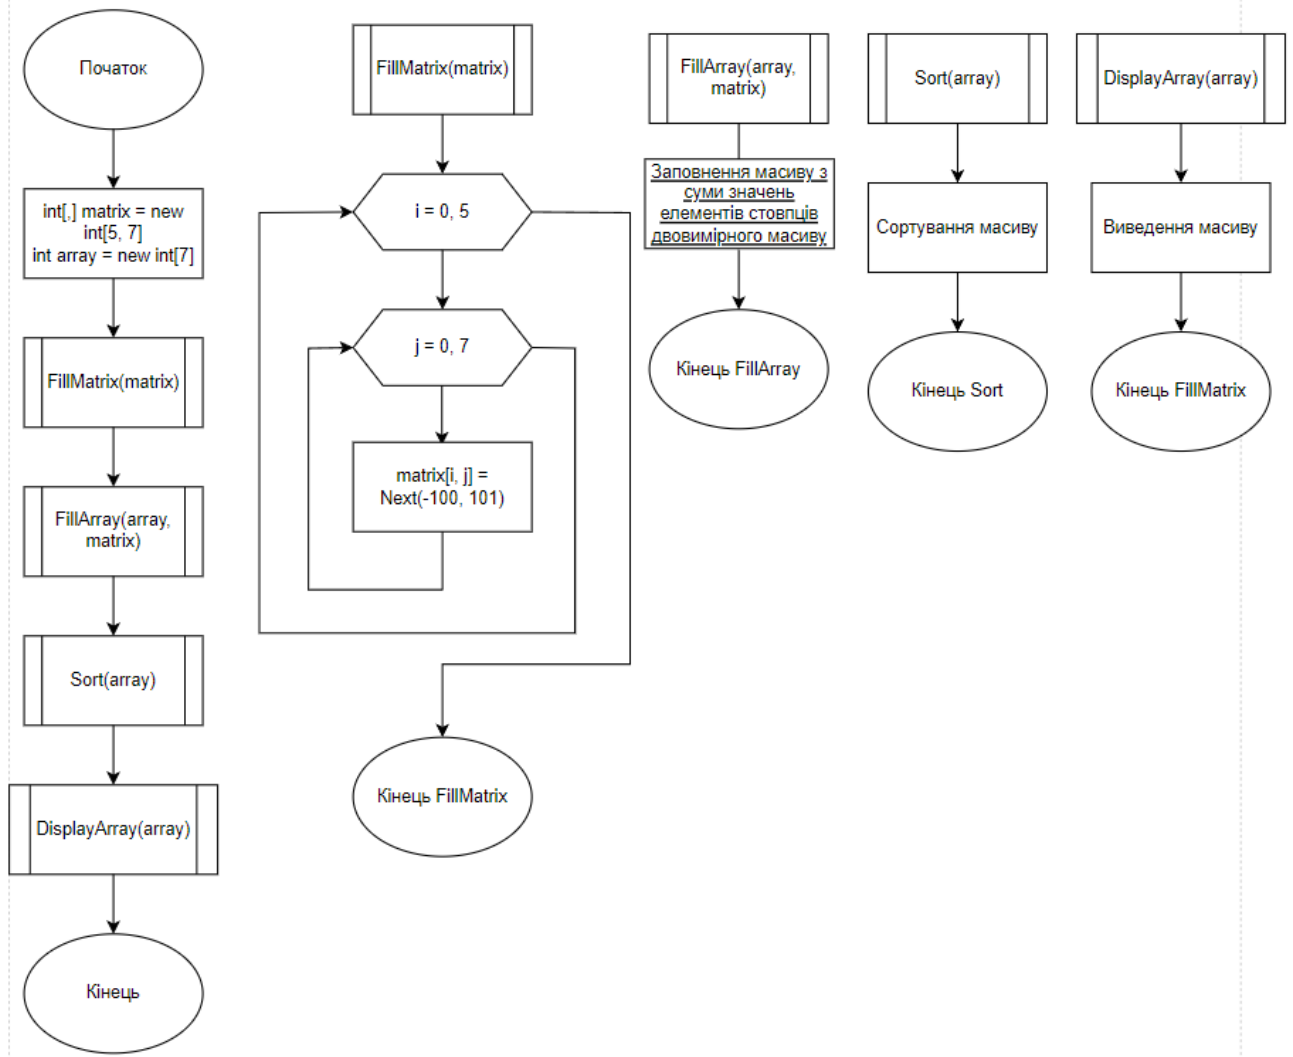 Початок
int[,] matrix = new
int[5, 7]
int array = new int[7]
FillMatrix(matrix)
FillArray(array,
matrix)
Sort(array)
DisplayArray(array)
Кінець
FillMatrix(matrix)
i = 0, 5
j = 0, 7
matrix[i, j] =
Next(-100, 101)
Кінець FillMatrix
FillArray(array,
matrix)
Заповнення масиву з
суми значень
елементів стовпців
двовимірного масиву
Кінець FillArray
Sort(array)
Сортування масиву
Кінець Sort
DisplayArray(array)
Виведення масиву
Кінець FillMatrix